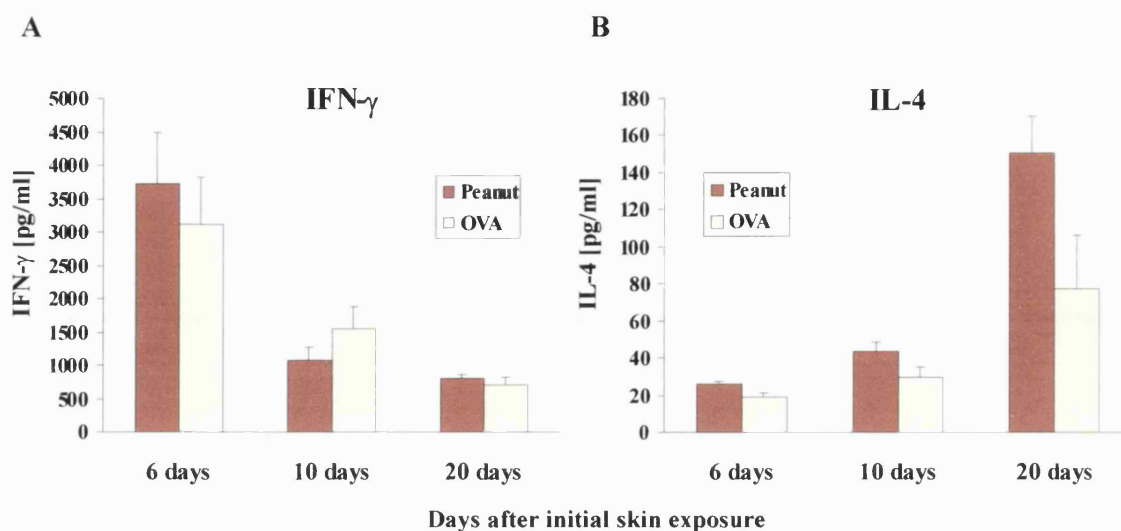 A
IFN-γ
IFN-γ [pg/ml]
5000
4500
4000
3500
3000
2500
2000
1500
1000
500
0
Peanut
OVA
6 days
10 days
20 days
B
IL-4
IL-4 [pg/ml]
180
160
140
120
100
80
60
40
20
0
Peanut
OVA
6 days
10 days
20 days
Days after initial skin exposure